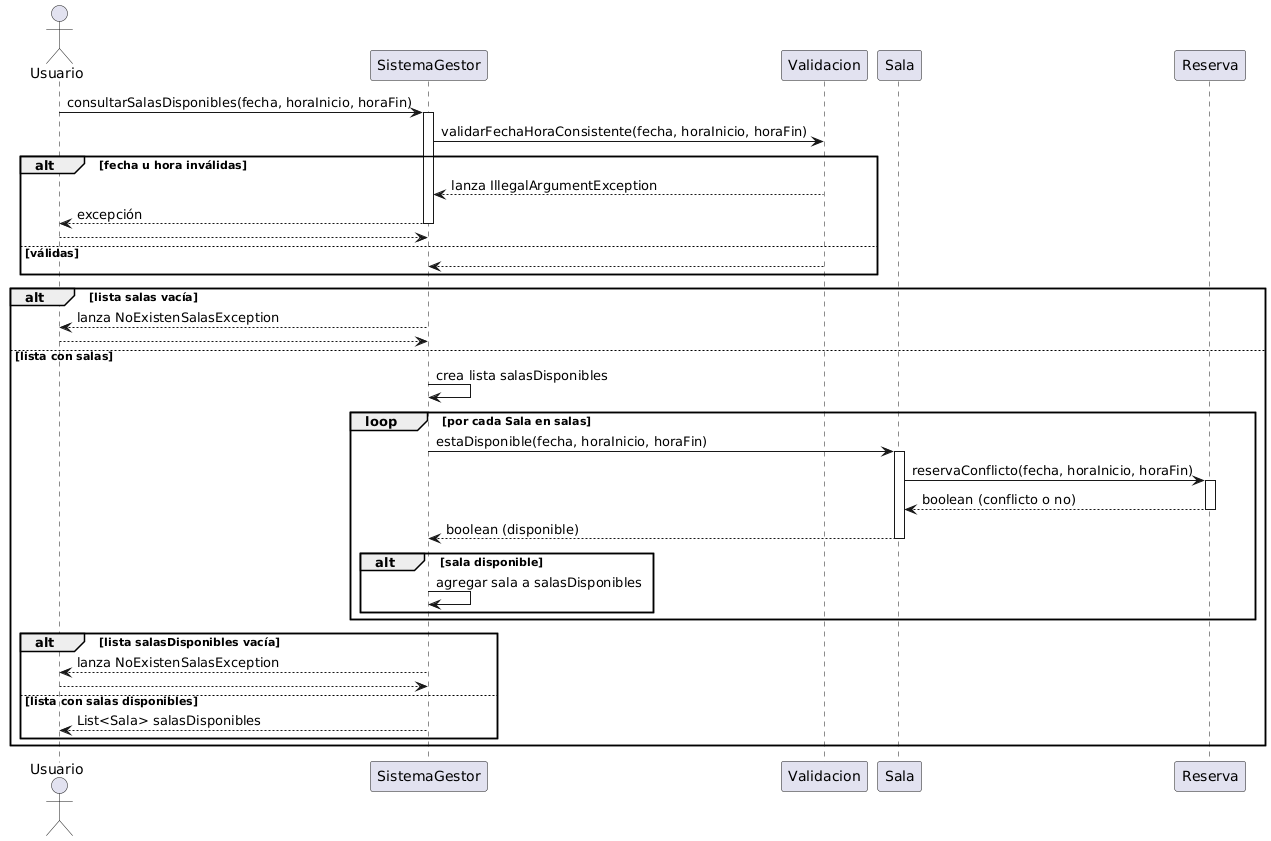 Usuario
SistemaGestor
Validacion
Sala
Reserva
consultarSalasDisponibles(fecha, horaInicio, horaFin)
validarFechaHoraConsistente(fecha, horaInicio, horaFin)
alt
[fecha u hora inválidas]
lanza IllegalArgumentException
excepción
[válidas]
alt
[lista salas vacía]
lanza NoExistenSalasException
[lista con salas]
crea lista salasDisponibles
loop
[por cada Sala en salas]
estaDisponible(fecha, horaInicio, horaFin)
reservaConflicto(fecha, horaInicio, horaFin)
boolean (conflicto o no)
boolean (disponible)
alt
[sala disponible]
agregar sala a salasDisponibles
alt
[lista salasDisponibles vacía]
lanza NoExistenSalasException
[lista con salas disponibles]
List<Sala> salasDisponibles
Usuario
SistemaGestor
Validacion
Sala
Reserva